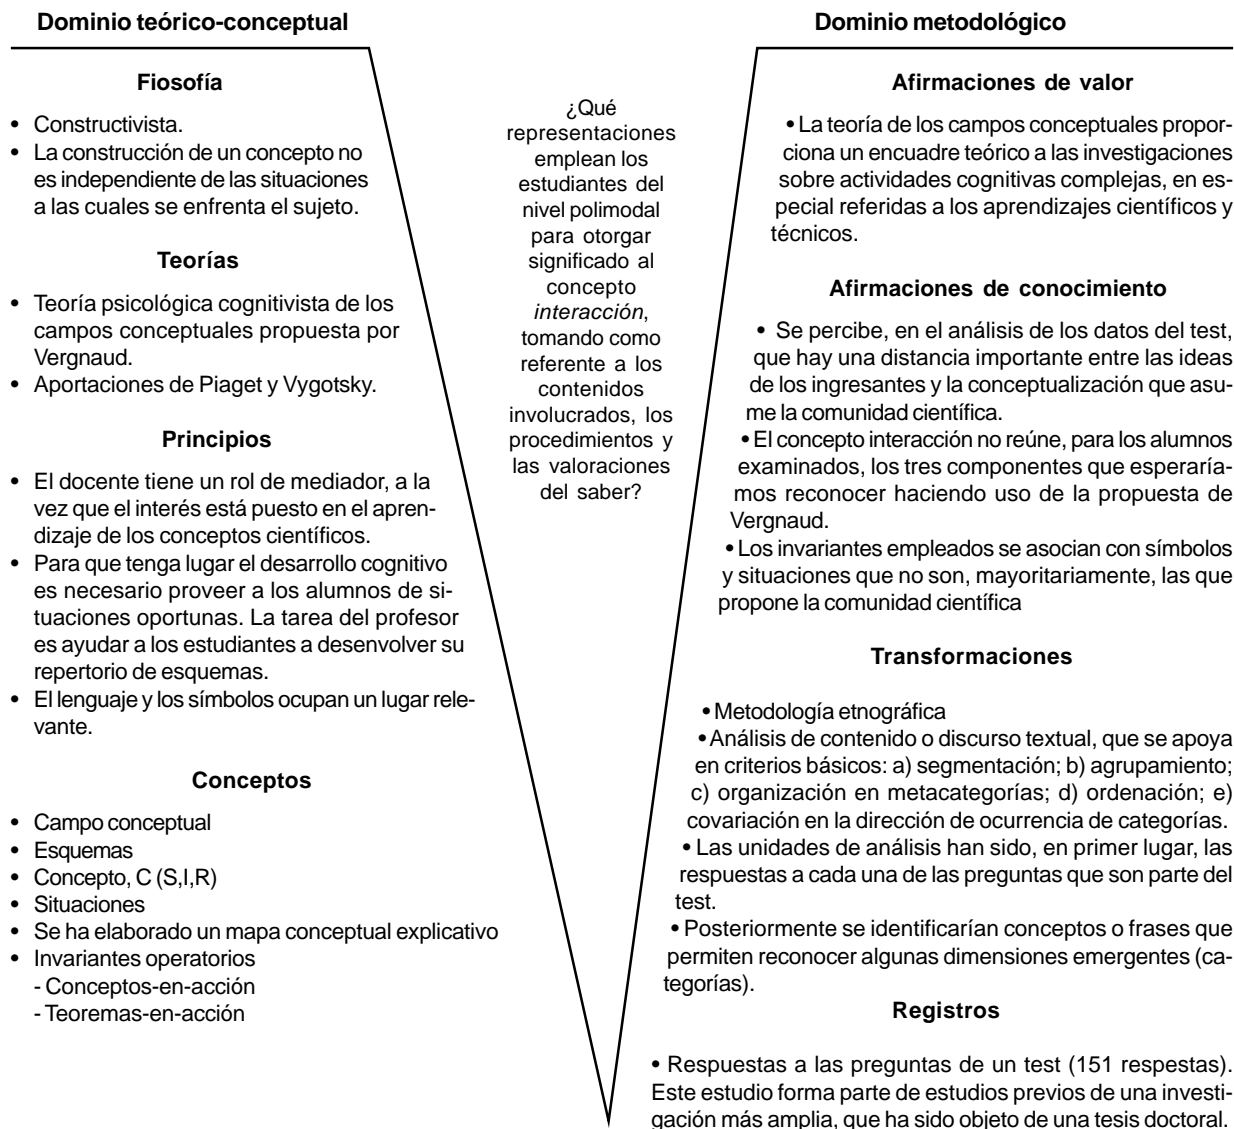 Dominio teórico-conceptual
Fiosofía
• Constructivista.
• La construcción de un concepto no
es independiente de las situaciones
a las cuales se enfrenta el sujeto.
Teorías
• Teoría psicológica cognitivista de los
campos conceptuales propuesta por
Vergnaud.
• Aportaciones de Piaget y Vygotsky.
Principios
• El docente tiene un rol de mediador, a la
vez que el interés está puesto en el apren-
dizaje de los conceptos científicos.
• Para que tenga lugar el desarrollo cognitivo
es necesario proveer a los alumnos de si-
tuaciones oportunas. La tarea del profesor
es ayudar a los estudiantes a desenvolver su
repertorio de esquemas.
• El lenguaje y los símbolos ocupan un lugar rele-
vante.
Conceptos
• Campo conceptual
• Esquemas
• Concepto, C (S,I,R)
• Situaciones
• Se ha elaborado un mapa conceptual explicativo
• Invariantes operatorios
- Conceptos-en-acción
- Teoremas-en-acción
¿Qué
representaciones
emplean los
estudiantes del
nivel polimodal
para otorgar
significado al
concepto
interacción,
tomando como
referente a los
contenidos
involucrados, los
procedimientos y
las valoraciones
del saber?
Dominio metodológico
Afirmaciones de valor
• La teoría de los campos conceptuales propor-
ciona un encuadre teórico a las investigaciones
sobre actividades cognitivas complejas, en es-
pecial referidas a los aprendizajes científicos y
técnicos.
Afirmaciones de conocimiento
• Se percibe, en el análisis de los datos del test,
que hay una distancia importante entre las ideas
de los ingresantes y la conceptualización que asu-
me la comunidad científica.
• El concepto interacción no reúne, para los alumnos
examinados, los tres componentes que esperaría-
mos reconocer haciendo uso de la propuesta de
Vergnaud.
• Los invariantes empleados se asocian con símbolos
y situaciones que no son, mayoritariamente, las que
propone la comunidad científica
Transformaciones
• Metodología etnográfica
• Análisis de contenido o discurso textual, que se apoya
en criterios básicos: a) segmentación; b) agrupamiento;
c) organización en metacategorías; d) ordenación; e)
covariación en la dirección de ocurrencia de categorías.
• Las unidades de análisis han sido, en primer lugar, las
respuestas a cada una de las preguntas que son parte del
test.
• Posteriormente se identificarían conceptos o frases que
permiten reconocer algunas dimensiones emergentes (ca-
tegorías).
Registros
• Respuestas a las preguntas de un test (151 respestas).
Este estudio forma parte de estudios previos de una investi-
gación más amplia, que ha sido objeto de una tesis doctoral.